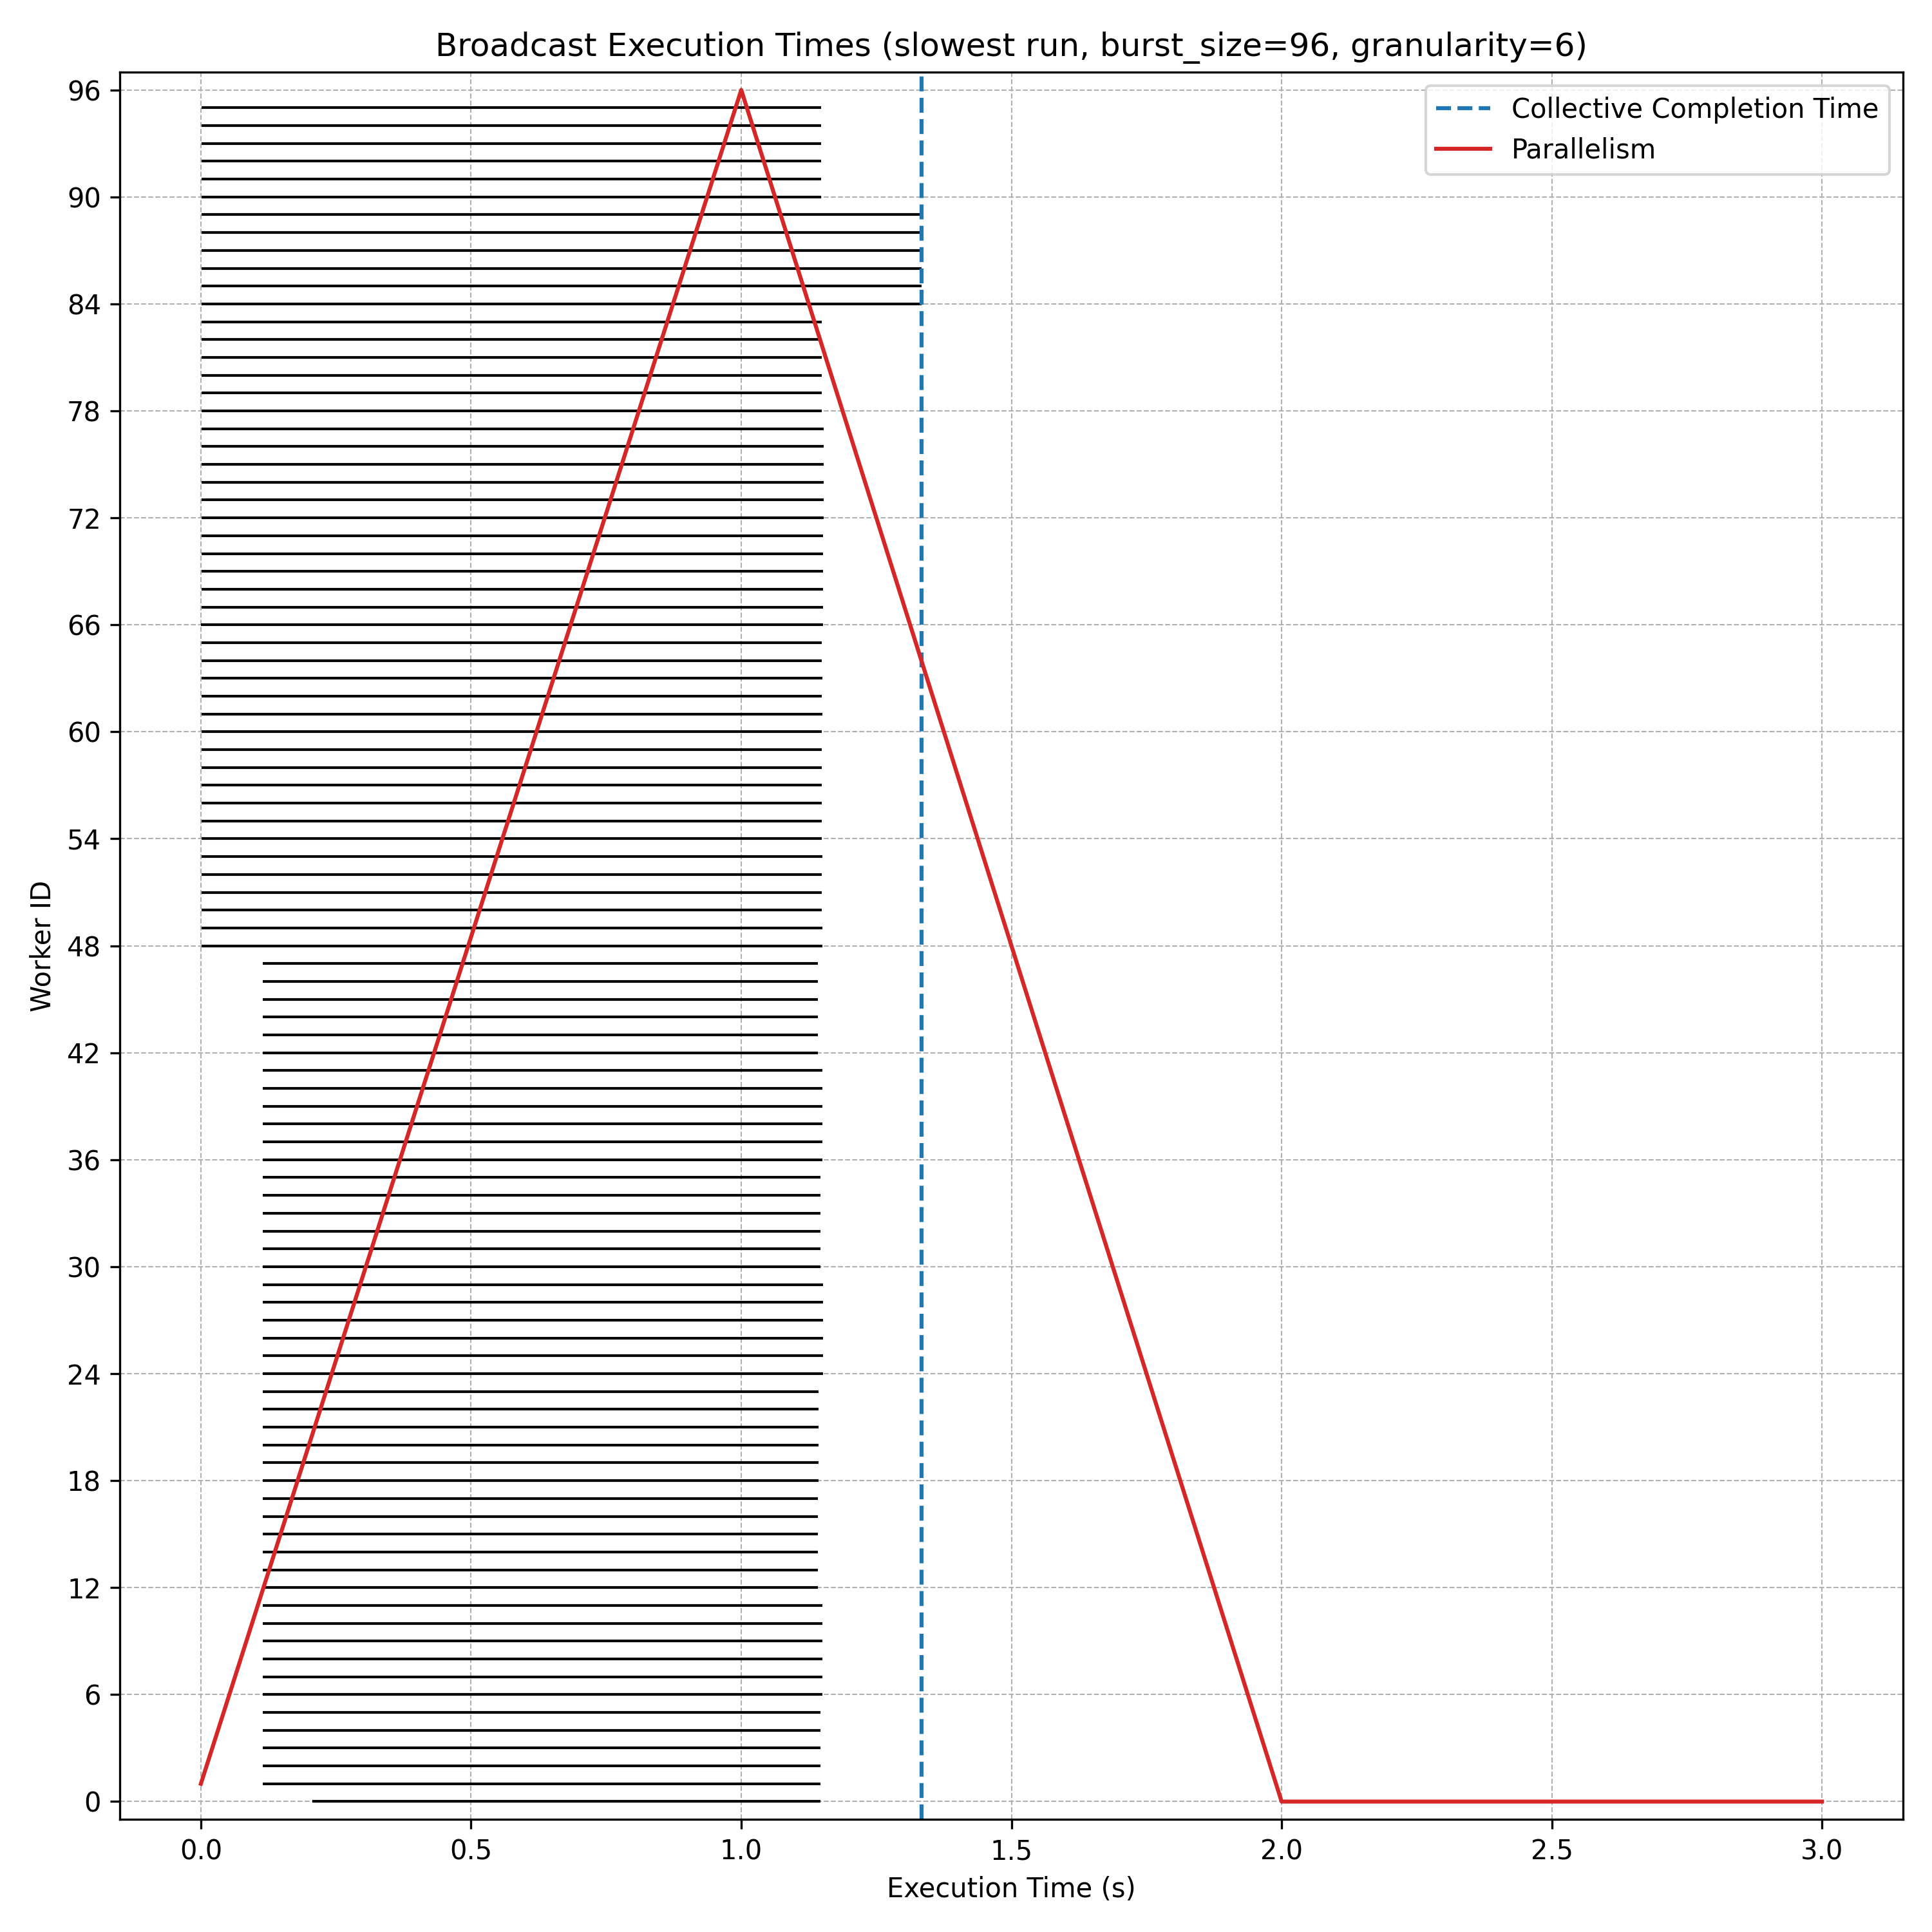 Broadcast Execution Times (slowest run, burst_size=96, granularity=6)
Collective Completion Time
Parallelism
Worker ID
96
90
84
78
72
66
60
54
48
42
36
30
24
18
12
6
0
0.0 0.5 1.0 1.5 2.0 2.5 3.0
Execution Time (s)